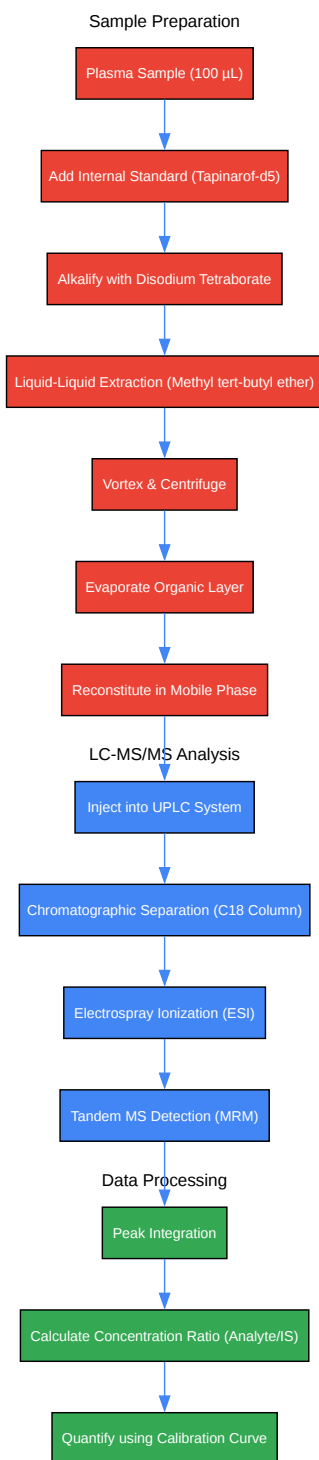 Sample Preparation
Plasma Sample (100 µL)
Add Internal Standard (Tapinarof-d5)
Alkalify with Disodium Tetraborate
Liquid-Liquid Extraction (Methyl tert-butyl ether)
Vortex & Centrifuge
Evaporate Organic Layer
Reconstitute in Mobile Phase
LC-MS/MS Analysis
Inject into UPLC System
Chromatographic Separation (C18 Column)
Electrospray Ionization (ESI)
Tandem MS Detection (MRM)
Data Processing
Peak Integration
Calculate Concentration Ratio (Analyte/IS)
Quantify using Calibration Curve